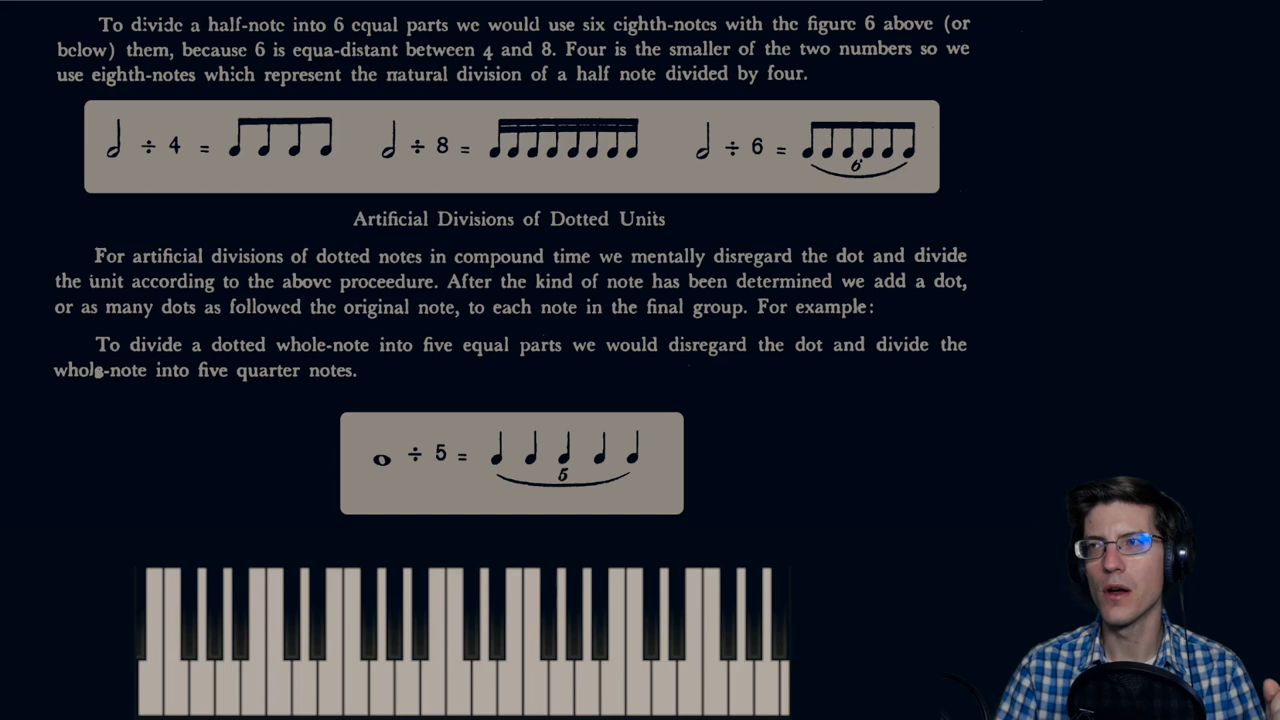 To divide a half-note into 6 equal parts we would use six eighth-notes with the figure 6 above (or
below) them, because 6 is equa-distant between 4 and 8. Four is the smaller of the two numbers so we
use eighth-notes which represent the natural division of a half note divided by four.
÷ 4 = ÷ 8 = ÷ 6 = 6
Artificial Divisions of Dotted Units
For artificial divisions of dotted notes in compound time we mentally disregard the dot and divide
the unit according to the above proceedure. After the kind of note has been determined we add a dot,
or as many dots as followed the original note, to each note in the final group. For example:
To divide a dotted whole-note into five equal parts we would disregard the dot and divide the
whole-note into five quarter notes.
÷ 5 = 5